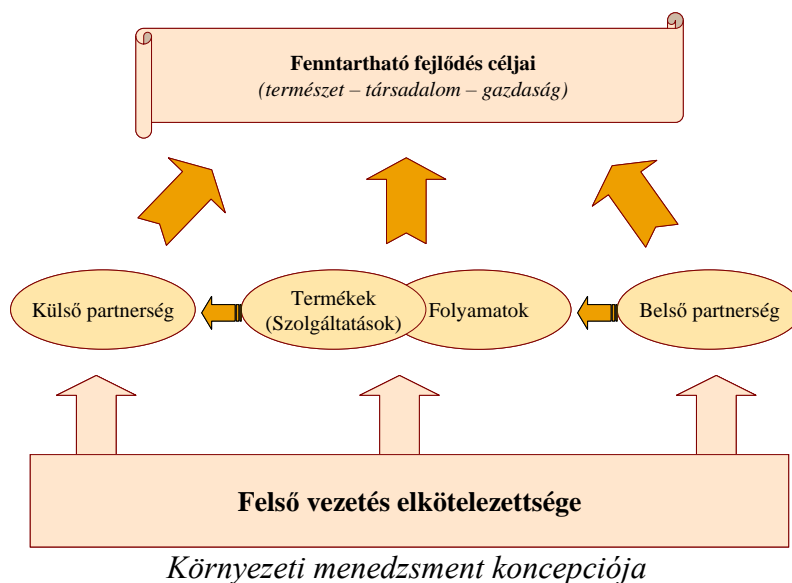 Fenntartható fejlődés céljai
(természet – társadalom – gazdaság)
Külső partnerség
Termékek
(Szolgáltatások)
Folyamatok
Belső partnerség
Felső vezetés elkötelezettsége
Környezeti menedzsment koncepciója